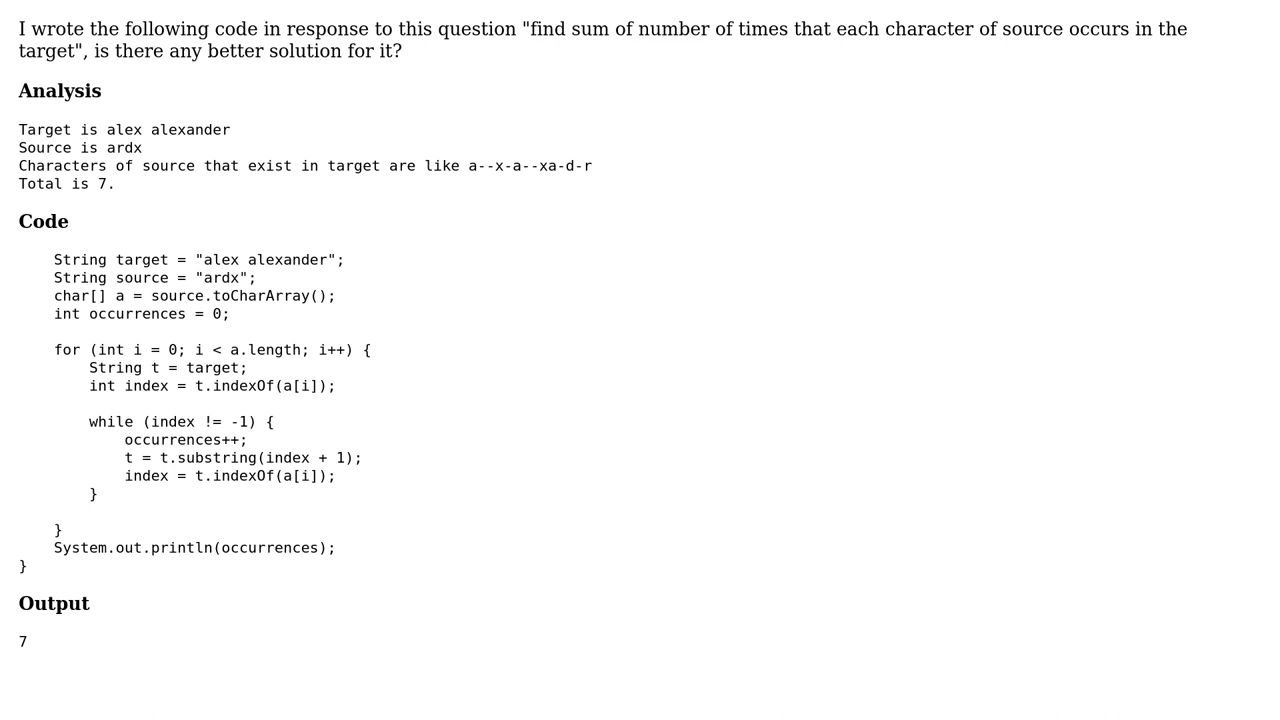 I wrote the following code in response to this question "find sum of number of times that each character of source occurs in the
target", is there any better solution for it?
Analysis
Target is alex alexander
Source is ardx
Characters of source that exist in target are like a--x-a--xa-d-r
Total is 7.
Code
    String target = "alex alexander";
    String source = "ardx";
    char[] a = source.toCharArray();
    int occurrences = 0;

    for (int i = 0; i < a.length; i++) {
        String t = target;
        int index = t.indexOf(a[i]);

        while (index != -1) {
            occurrences++;
            t = t.substring(index + 1);
            index = t.indexOf(a[i]);
        }

    }
    System.out.println(occurrences);
}
Output
7